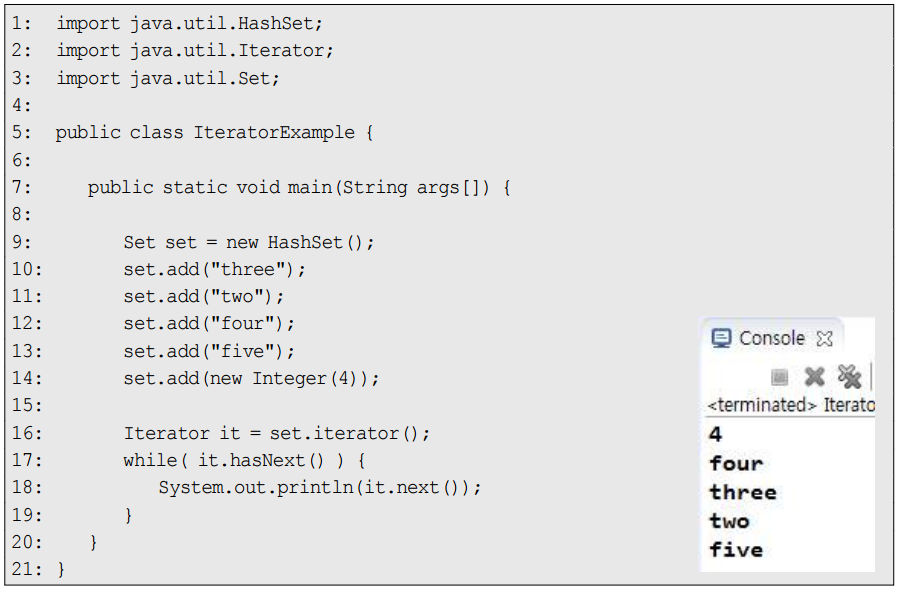 1: import java.util.HashSet;
2: import java.util.Iterator;
3: import java.util.Set;
4:
5: public class IteratorExample {
6:
7: public static void main(String args[]) {
8:
9: Set set = new HashSet();
10: set.add("three");
11: set.add("two");
12: set.add("four");
13: set.add("five");
14: set.add(new Integer(4));
15:
16: Iterator it = set.iterator();
17: while( it.hasNext() ) {
18: System.out.println(it.next());
19: }
20: }
21: }
Console
<terminated> Iterato
4
four
three
two
five